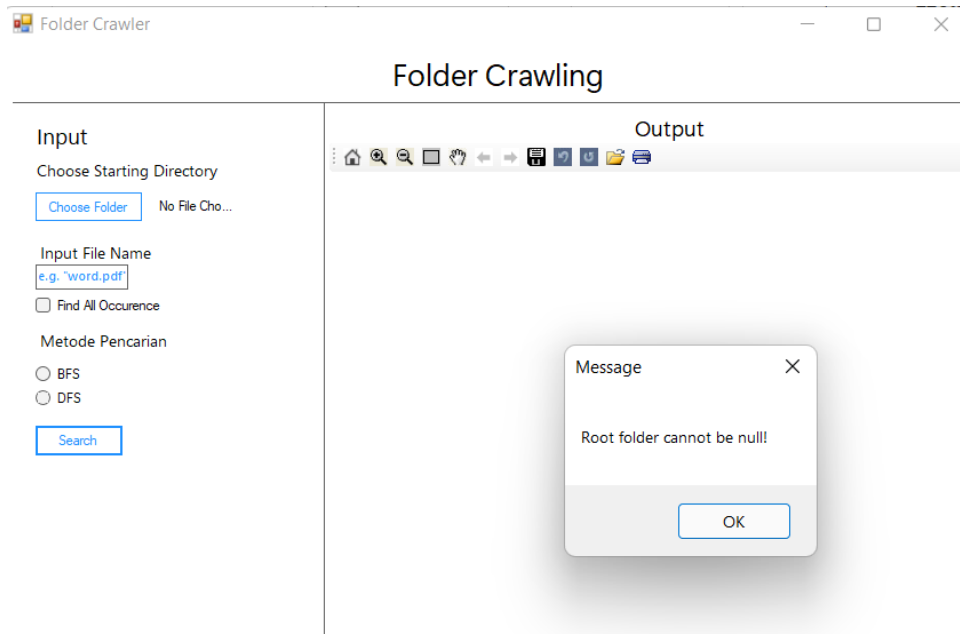 Folder Crawler
Folder Crawling
Input
Choose Starting Directory
Choose Folder
No File Cho...
Input File Name
e.g. "word.pdf"
Find All Occurence
Metode Pencarian
BFS
DFS
Search
Output
Message
Root folder cannot be null!
OK